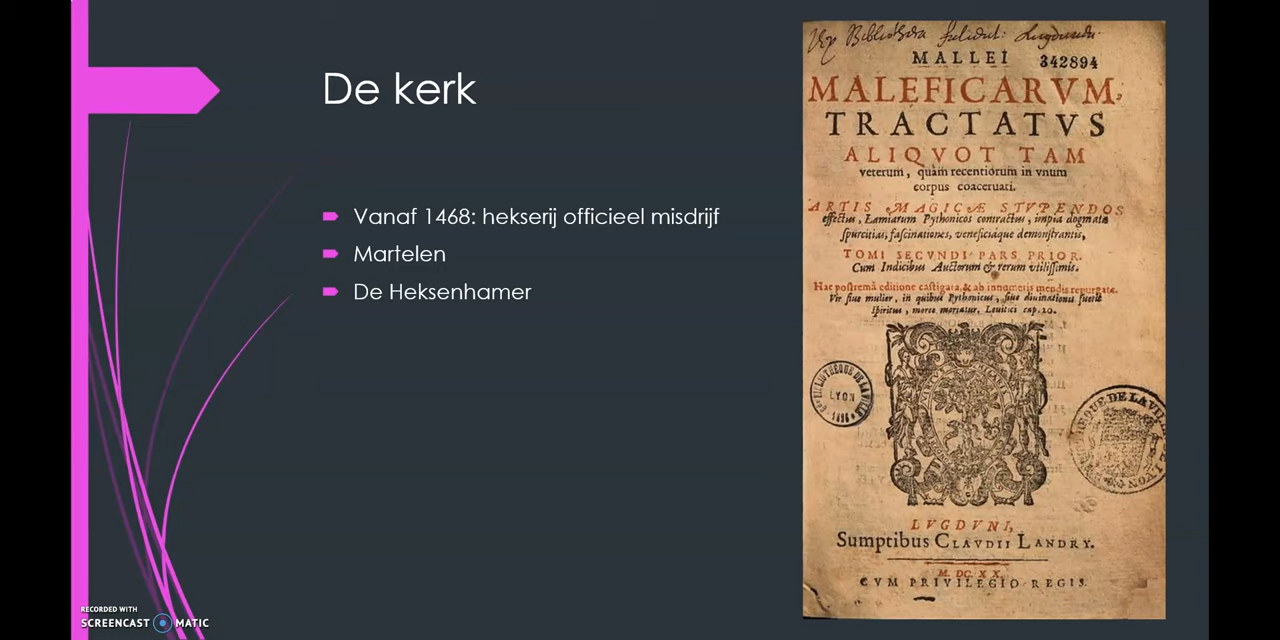 De kerk
Vanaf 1468: hekserij officieel misdrijf
Martelen
De Heksenhamer
MALLEI
342894
MALEFICARVM,
TRACTATVS
ALIQVOT TAM
veterum, quàm recentiorum in vnum
corpus coaceruati.
ARTIS MAGICÆ STVPENDOS
effectus, Lamiarum Pythonicos contractus, impia dogmata
spurcitias, fascinationes, veneficiáque demonstrantis,
TOMI SECVNDI PARS PRIOR.
Cum Indicibus Auctorum & rerum vtilissimis.
Hac postremâ editione castigata, & ab innumeris mendis repurgata.
Vir siue mulier, in quibus Pythonicus, siue diuinationis fuerit
Spiritus, morte moriatur. Leuitici cap. 20.
LYON
LVGDVNI,
Sumptibus CLAVDII LANDRY.
M. DC. XX.
CVM PRIVILEGIO REGIS.
RECORDED WITH
SCREENCAST MATIC